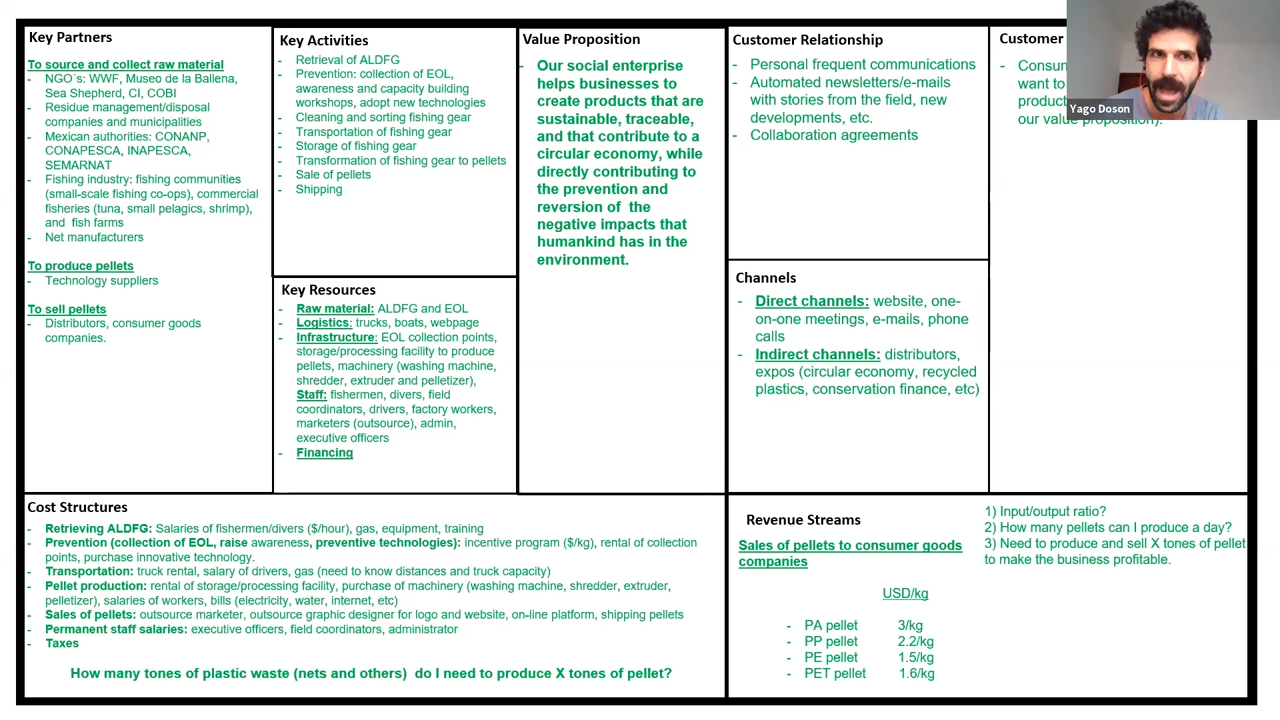 Key Partners
To source and collect raw material
- NGO´s: WWF, Museo de la Ballena,
Sea Shepherd, CI, COBI
- Residue management/disposal
companies and municipalities
- Mexican authorities: CONANP,
CONAPESCA, INAPESCA,
SEMARNAT
- Fishing industry: fishing communities
(small-scale fishing co-ops), commercial
fisheries (tuna, small pelagics, shrimp),
and fish farms
- Net manufacturers
To produce pellets
- Technology suppliers
To sell pellets
- Distributors, consumer goods
companies.
Key Activities
- Retrieval of ALDFG
- Prevention: collection of EOL,
awareness and capacity building
workshops, adopt new technologies
- Cleaning and sorting fishing gear
- Transportation of fishing gear
- Storage of fishing gear
- Transformation of fishing gear to pellets
- Sale of pellets
- Shipping
Key Resources
- Raw material: ALDFG and EOL
- Logistics: trucks, boats, webpage
- Infrastructure: EOL collection points,
storage/processing facility to produce
pellets, machinery (washing machine,
shredder, extruder and pelletizer),
Staff: fishermen, divers, field
coordinators, drivers, factory workers,
marketers (outsource), admin,
executive officers
- Financing
Value Proposition
- Our social enterprise
helps businesses to
create products that are
sustainable, traceable,
and that contribute to a
circular economy, while
directly contributing to
the prevention and
reversion of the
negative impacts that
humankind has in the
environment.
Customer Relationship
- Personal frequent communications
- Automated newsletters/e-mails
with stories from the field, new
developments, etc.
- Collaboration agreements
Channels
- Direct channels: website, one-
on-one meetings, e-mails, phone
calls
- Indirect channels: distributors,
expos (circular economy, recycled
plastics, conservation finance, etc)
Customer
- 
want to
our value proposition).
Yago Doson
Cost Structures
- Retrieving ALDFG: Salaries of fishermen/divers ($/hour), gas, equipment, training
- Prevention (collection of EOL, raise awareness, preventive technologies): incentive program ($/kg), rental of collection
points, purchase innovative technology.
- Transportation: truck rental, salary of drivers, gas (need to know distances and truck capacity)
- Pellet production: rental of storage/processing facility, purchase of machinery (washing machine, shredder, extruder,
pelletizer), salaries of workers, bills (electricity, water, internet, etc)
- Sales of pellets: outsource marketer, outsource graphic designer for logo and website, on-line platform, shipping pellets
- Permanent staff salaries: executive officers, field coordinators, administrator
- Taxes
How many tones of plastic waste (nets and others) do I need to produce X tones of pellet?
Revenue Streams
Sales of pellets to consumer goods
companies
USD/kg
- PA pellet 3/kg
- PP pellet 2.2/kg
- PE pellet 1.5/kg
- PET pellet 1.6/kg
1) Input/output ratio?
2) How many pellets can I produce a day?
3) Need to produce and sell X tones of pellet
to make the business profitable.